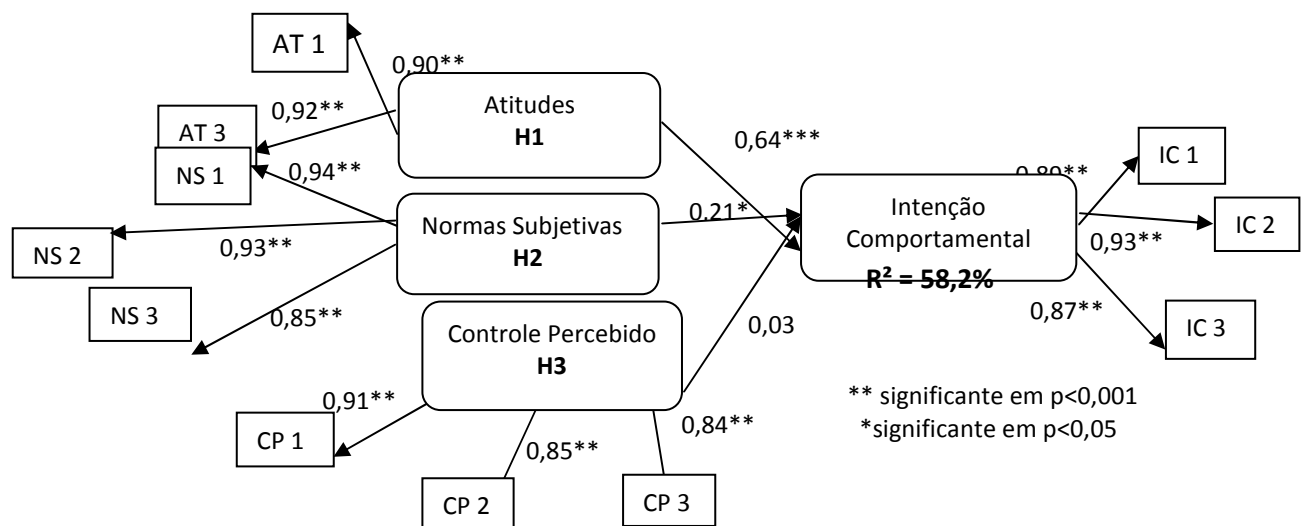 AT 1
0,90**
Atitudes
H1
0,92**
AT 3
NS 1
0,94**
0,64***
IC 1
0,89**
Intenção
Comportamental
R² = 58,2%
0,21*
IC 2
0,93**
Normas Subjetivas
H2
NS 2
0,93**
NS 3
0,85**
0,87**
IC 3
Controle Percebido
H3
0,03
0,91**
CP 1
0,85**
0,84**
CP 2
CP 3
** significante em p<0,001
*significante em p<0,05